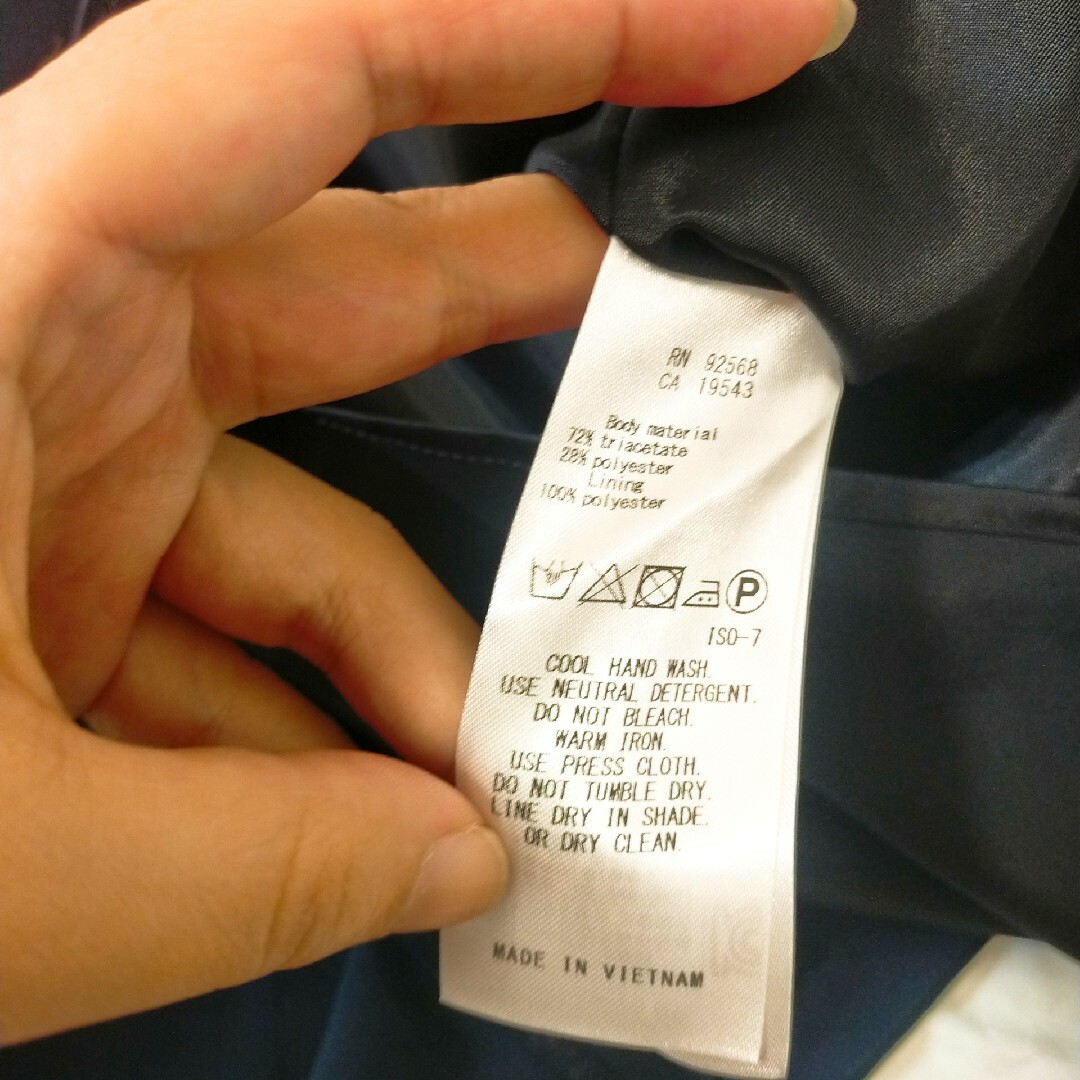 RN 92568
CA 19543
Body material
72% triacetate
28% polyester
Lining
100% polyester
P
ISO-7
COOL HAND WASH.
USE NEUTRAL DETERGENT.
DO NOT BLEACH.
WARM IRON.
USE PRESS CLOTH.
DO NOT TUMBLE DRY.
LINE DRY IN SHADE.
OR DRY CLEAN.
MADE IN VIETNAM